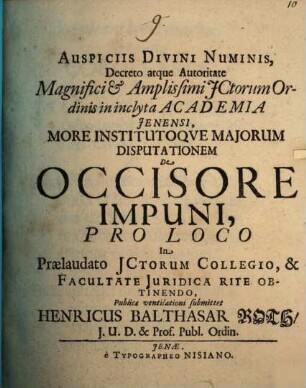 10
9
AUSPICIIS DIVINI NUMINIS,
Decreto atque Autoritate
Magnifici & Amplissimi JCtorum Or-
dinis in inclyta ACADEMIA
JENENSI,
MORE INSTITUTOQVE MAJORUM
DISPUTATIONEM
De
OCCISORE
IMPUNI,
PRO LOCO
In
Prælaudato JCTORUM COLLEGIO, &
FACULTATE JURIDICA RITE OB-
TINENDO,
Publicæ ventilationi submittet
HENRICUS BALTHASAR ROTH/
J. U. D. & Prof. Publ. Ordin.
JENÆ,
è TYPOGRAPHEO NISIANO.